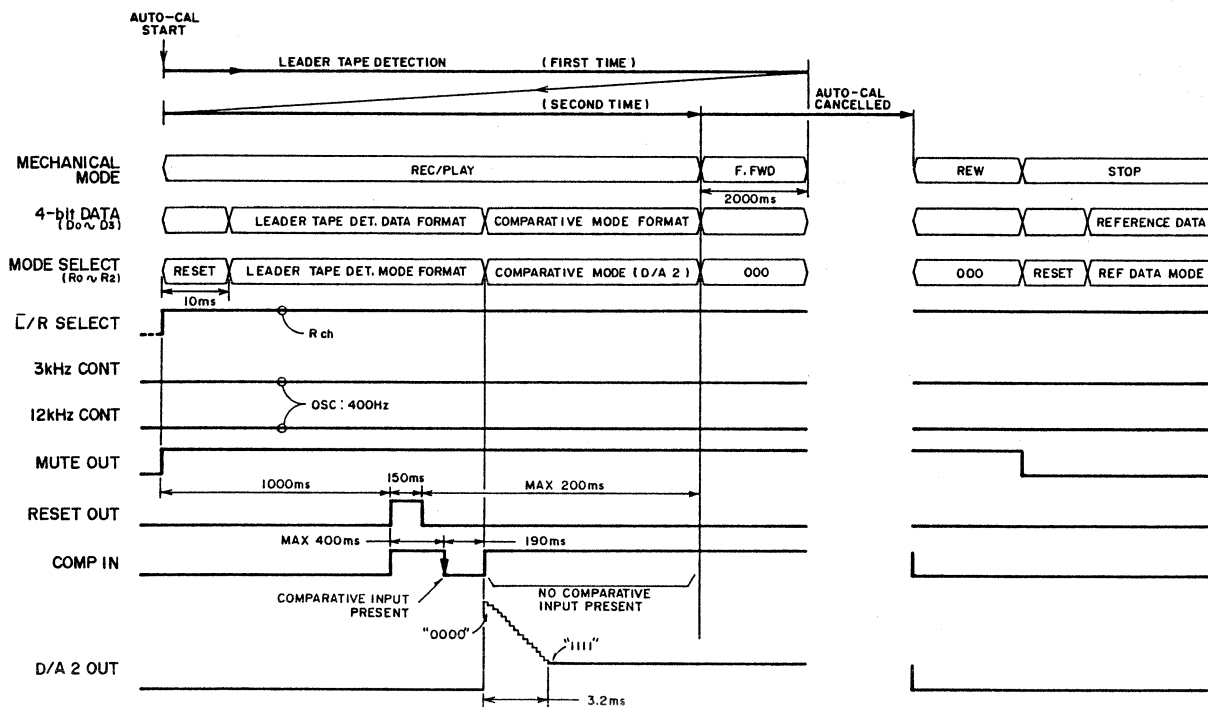 AUTO-CAL
START
LEADER TAPE DETECTION (FIRST TIME)
(SECOND TIME)
AUTO-CAL
CANCELLED
MECHANICAL
MODE
REC/PLAY
F. FWD
REW
STOP
2000ms
4-bit DATA
(D0 ~ D3)
LEADER TAPE DET. DATA FORMAT
COMPARATIVE MODE FORMAT
REFERENCE DATA
MODE SELECT
(R0 ~ R2)
RESET
LEADER TAPE DET. MODE FORMAT
COMPARATIVE MODE (D/A 2)
000
000
RESET
REF DATA MODE
10ms
L̅/R SELECT
R ch
3kHz CONT
OSC : 400Hz
12kHz CONT
MUTE OUT
1000ms
150ms
MAX 200ms
RESET OUT
MAX 400ms
190ms
COMP IN
COMPARATIVE INPUT
PRESENT
NO COMPARATIVE
INPUT PRESENT
"0000"
"1111"
D/A 2 OUT
3.2ms